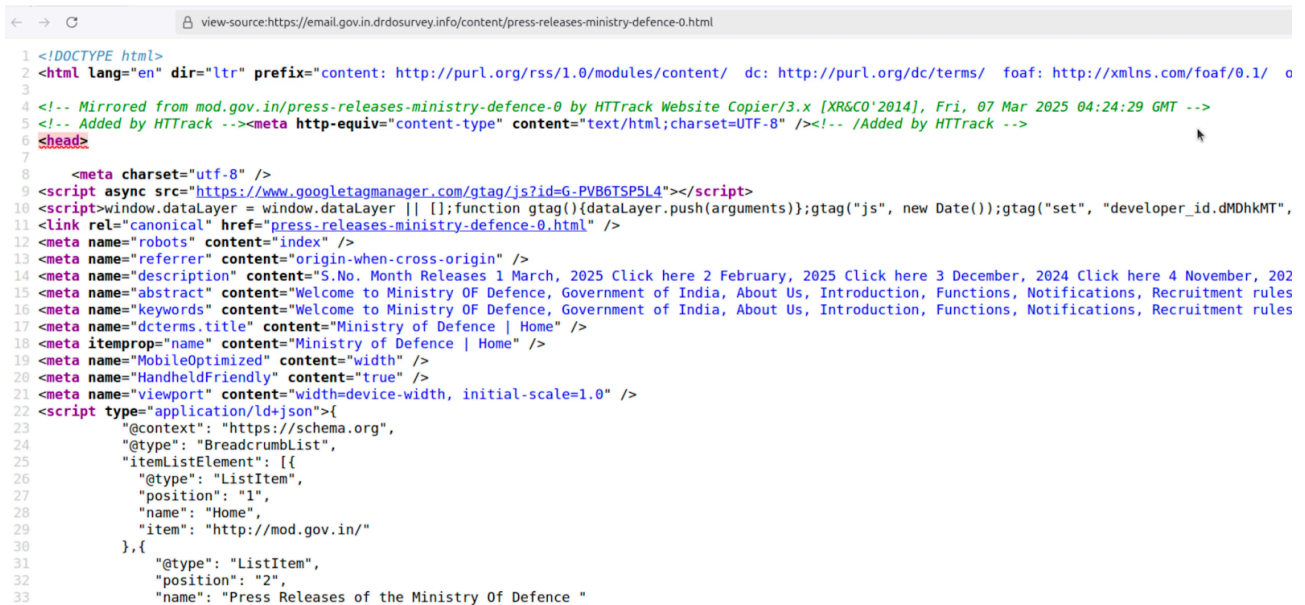 view-source:https://email.gov.in.drdosurvey.info/content/press-releases-ministry-defence-0.html
1 <!DOCTYPE html>
2 <html lang="en" dir="ltr" prefix="content: http://purl.org/rss/1.0/modules/content/  dc: http://purl.org/dc/terms/  foaf: http://xmlns.com/foaf/0.1/  o
3
4 <!-- Mirrored from mod.gov.in/press-releases-ministry-defence-0 by HTTrack Website Copier/3.x [XR&CO'2014], Fri, 07 Mar 2025 04:24:29 GMT -->
5 <!-- Added by HTTrack --><meta http-equiv="content-type" content="text/html;charset=UTF-8" /><!-- /Added by HTTrack -->
6 <head>
7
8     <meta charset="utf-8" />
9 <script async src="https://www.googletagmanager.com/gtag/js?id=G-PVB6TSP5L4"></script>
10 <script>window.dataLayer = window.dataLayer || [];function gtag(){dataLayer.push(arguments)};gtag("js", new Date());gtag("set", "developer_id.dMDhkMT",
11 <link rel="canonical" href="press-releases-ministry-defence-0.html" />
12 <meta name="robots" content="index" />
13 <meta name="referrer" content="origin-when-cross-origin" />
14 <meta name="description" content="S.No. Month Releases 1 March, 2025 Click here 2 February, 2025 Click here 3 December, 2024 Click here 4 November, 202
15 <meta name="abstract" content="Welcome to Ministry OF Defence, Government of India, About Us, Introduction, Functions, Notifications, Recruitment rules
16 <meta name="keywords" content="Welcome to Ministry OF Defence, Government of India, About Us, Introduction, Functions, Notifications, Recruitment rules
17 <meta name="dcterms.title" content="Ministry of Defence | Home" />
18 <meta itemprop="name" content="Ministry of Defence | Home" />
19 <meta name="MobileOptimized" content="width" />
20 <meta name="HandheldFriendly" content="true" />
21 <meta name="viewport" content="width=device-width, initial-scale=1.0" />
22 <script type="application/ld+json">{
23             "@context": "https://schema.org",
24             "@type": "BreadcrumbList",
25             "itemListElement": [{
26               "@type": "ListItem",
27               "position": "1",
28               "name": "Home",
29               "item": "http://mod.gov.in/"
30             },{
31                 "@type": "ListItem",
32                 "position": "2",
33                 "name": "Press Releases of the Ministry Of Defence "